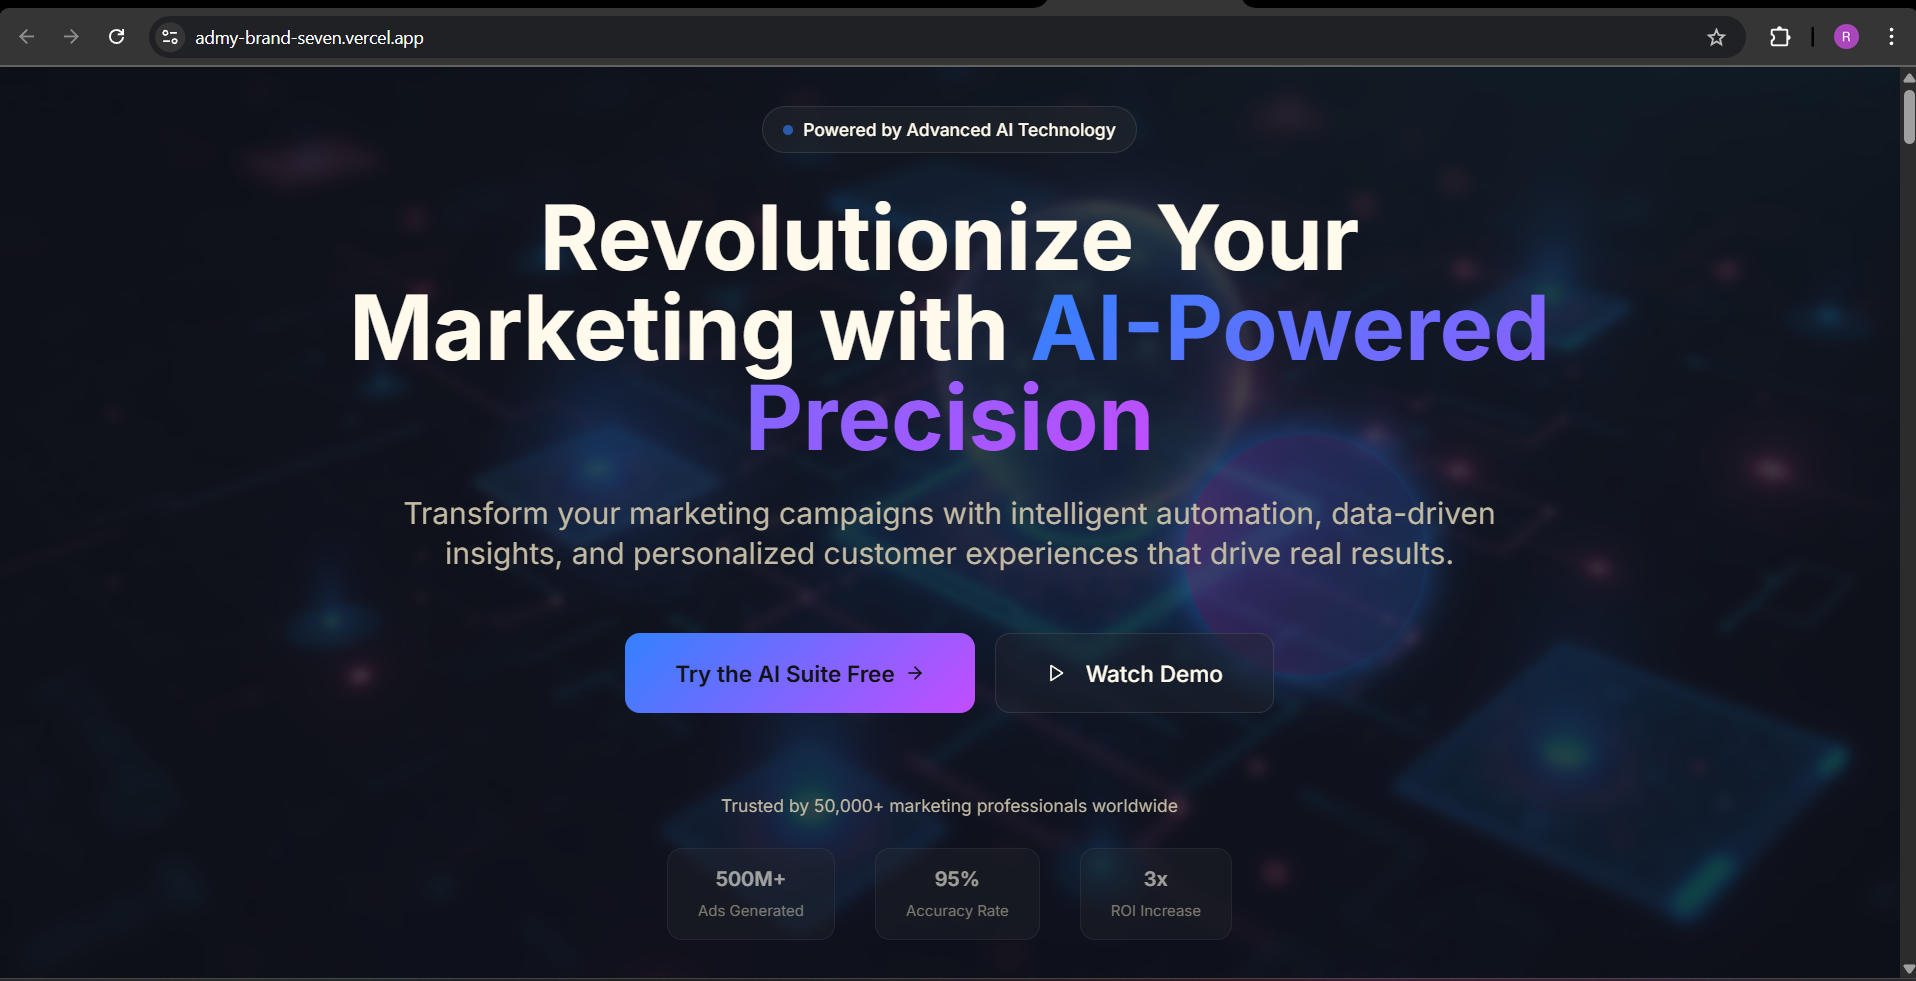 admy-brand-seven.vercel.app
R
Powered by Advanced AI Technology
Revolutionize Your
Marketing with AI-Powered
Precision
Transform your marketing campaigns with intelligent automation, data-driven
insights, and personalized customer experiences that drive real results.
Try the AI Suite Free →
Watch Demo
Trusted by 50,000+ marketing professionals worldwide
500M+
Ads Generated
95%
Accuracy Rate
3x
ROI Increase